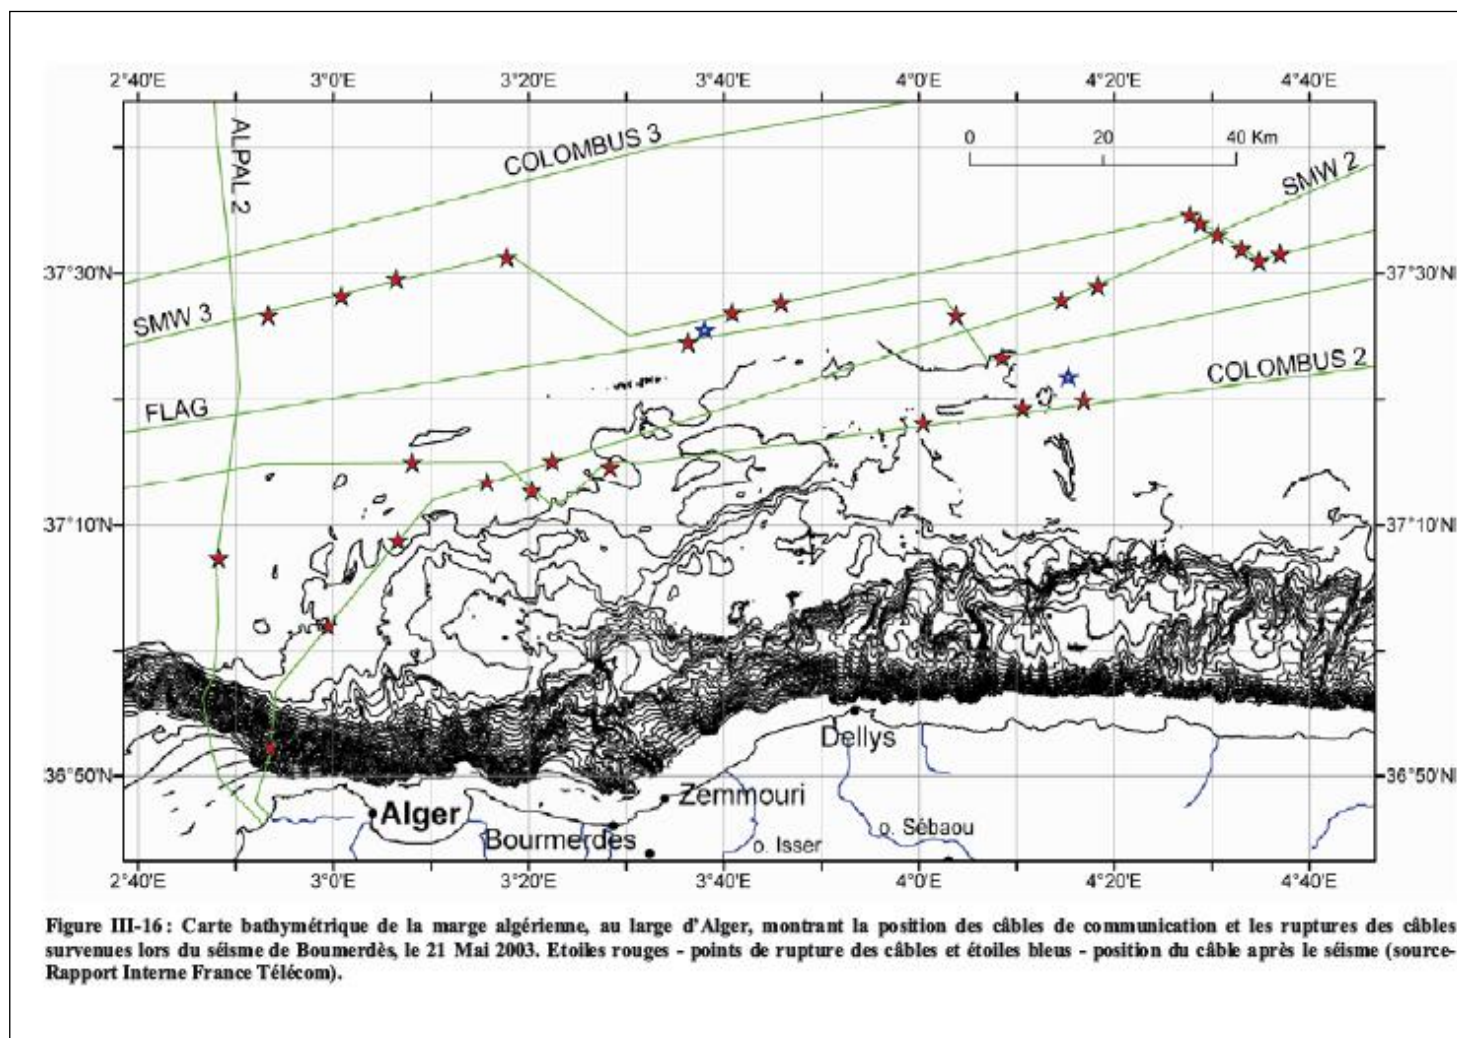 2°40'E 3°0'E 3°20'E 3°40'E 4°0'E 4°20'E 4°40'E
ALPAL 2
COLOMBUS 3
0 20 40 Km
SMW 2
37°30'N 37°30'N
SMW 3
FLAG
COLOMBUS 2
37°10'N 37°10'N
Dellys
36°50'N 36°50'N
Zemmouri
Alger
Bourmerdes
o. Isser
o. Sébaou
2°40'E 3°0'E 3°20'E 3°40'E 4°0'E 4°20'E 4°40'E
Figure III-16: Carte bathymétrique de la marge algérienne, au large d'Alger, montrant la position des câbles de communication et les ruptures des câbles
survenues lors du séisme de Boumerdès, le 21 Mai 2003. Etoiles rouges - points de rupture des câbles et étoiles bleus - position du câble après le séisme (source-
Rapport Interne France Télécom).